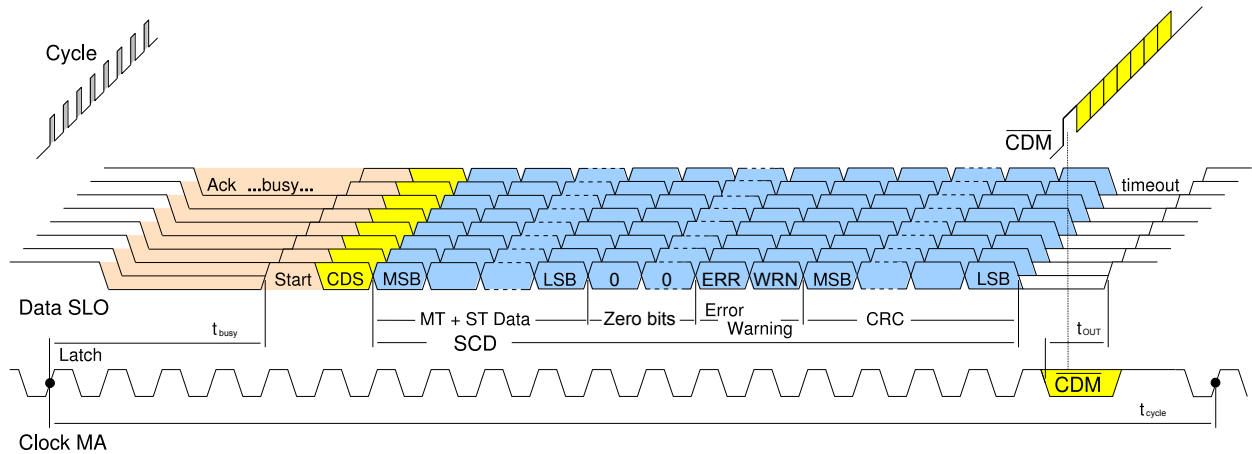 Cycle
CDM
Ack ...busy...
timeout
Start CDS MSB LSB 0 0 ERR WRN MSB LSB
Data SLO
tbusy
MT + ST Data
Zero bits
Error
Warning
CRC
tOUT
SCD
Latch
CDM
tcycle
Clock MA